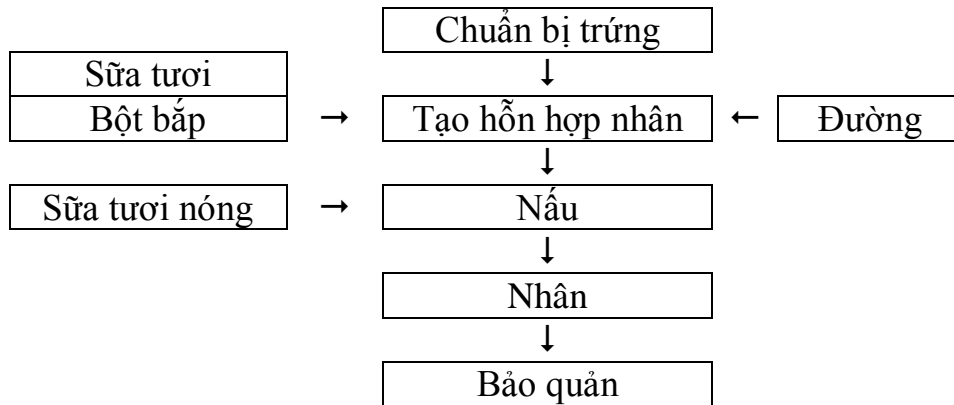 Chuẩn bị trứng
Sữa tươi
Bột bắp
Tạo hỗn hợp nhân
Đường
Sữa tươi nóng
Nấu
Nhân
Bảo quản